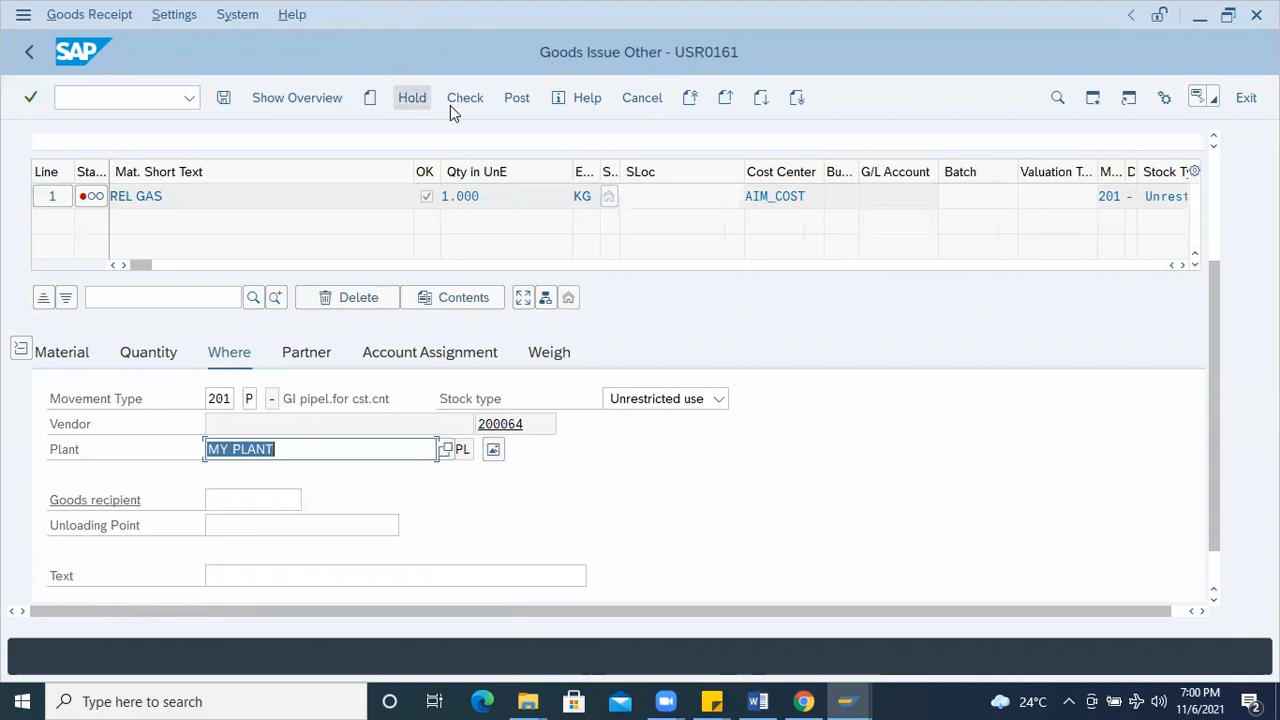 Goods Receipt Settings System Help
SAP Goods Issue Other - USR0161
Show Overview Hold Check Post Help Cancel Exit
Line Sta... Mat. Short Text OK Qty in UnE E... S.. SLoc Cost Center Bu... G/L Account Batch Valuation T... M... D Stock Ty
1 REL GAS 1.000 KG AIM_COST 201 - Unrest
Delete Contents
Material Quantity Where Partner Account Assignment Weigh
Movement Type 201 P - GI pipel.for cst.cnt Stock type Unrestricted use
Vendor 200064
Plant MY PLANT PL
Goods recipient
Unloading Point
Text
Type here to search 24°C 7:00 PM
11/6/2021 2